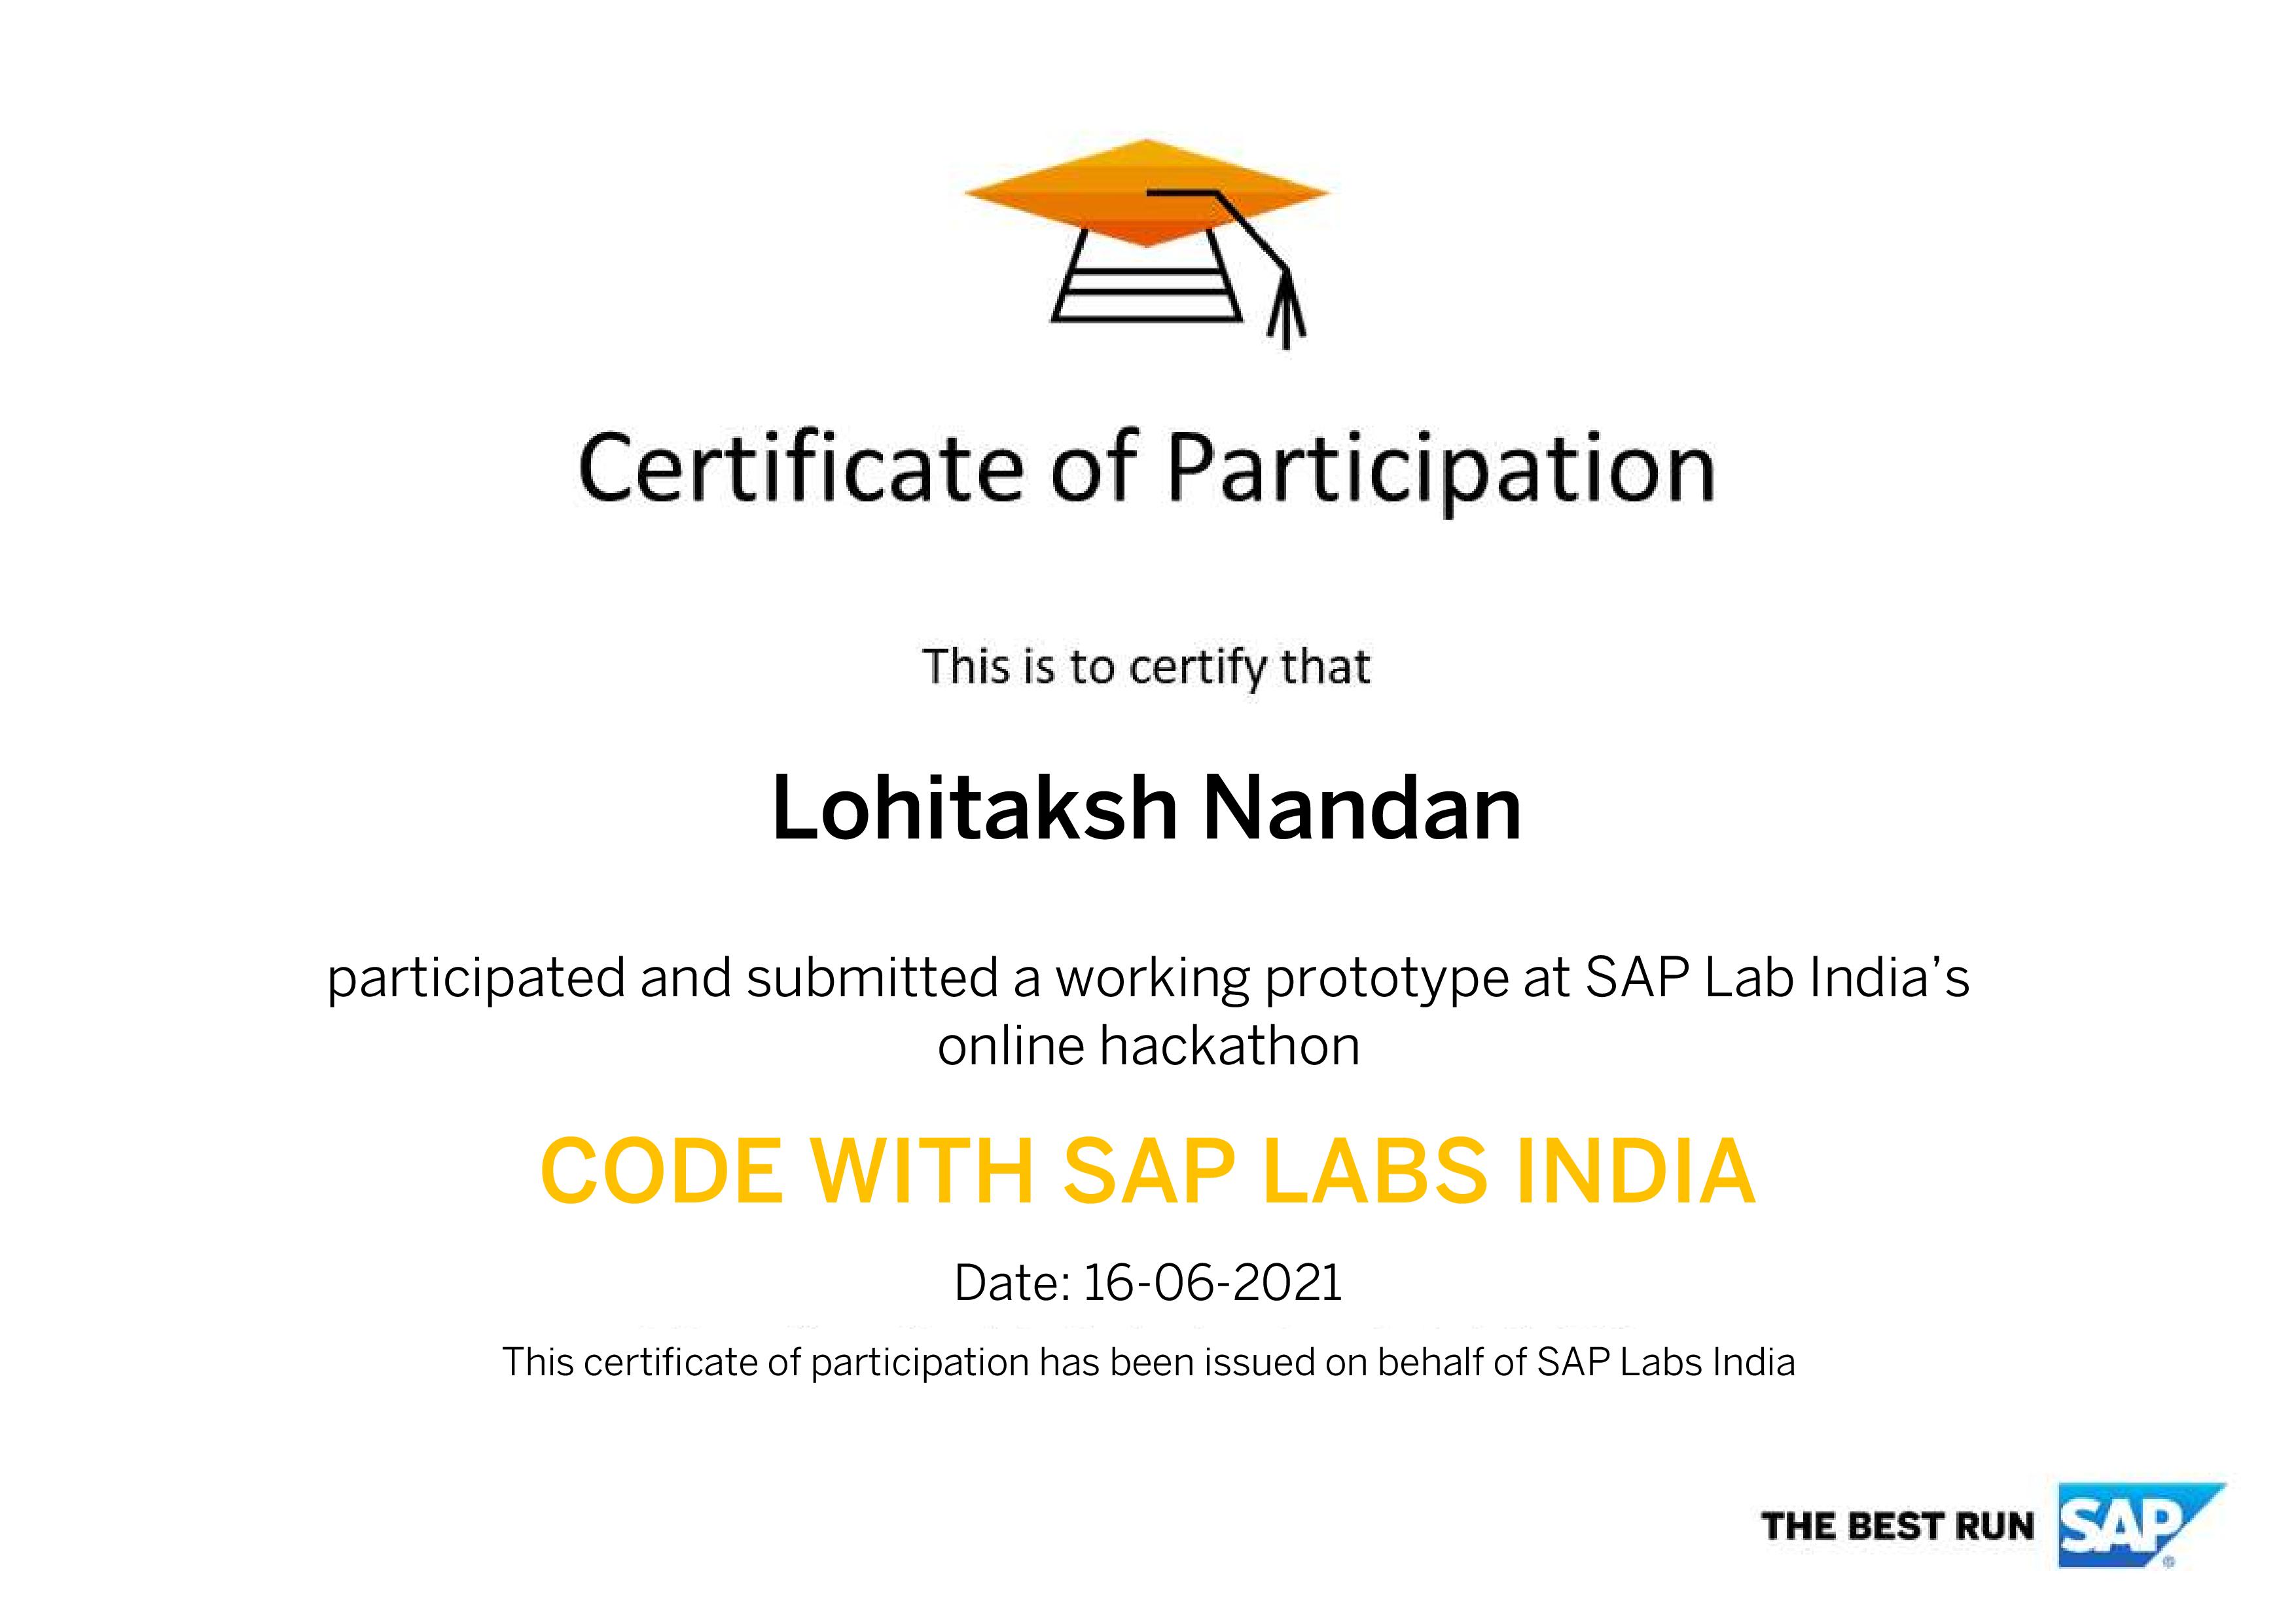 Certificate of Participation
This is to certify that
Lohitaksh Nandan
participated and submitted a working prototype at SAP Lab India’s
online hackathon
CODE WITH SAP LABS INDIA
Date: 16-06-2021
This certificate of participation has been issued on behalf of SAP Labs India
THE BEST RUN SAP®